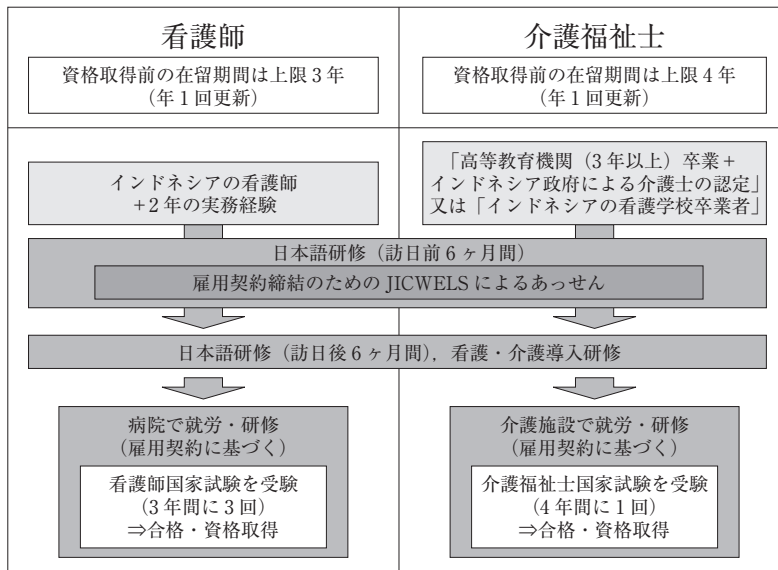 看護師
資格取得前の在留期間は上限3年
(年1回更新)
介護福祉士
資格取得前の在留期間は上限4年
(年1回更新)
インドネシアの看護師
+2年の実務経験
「高等教育機関(3年以上)卒業+
インドネシア政府による介護士の認定」
又は「インドネシアの看護学校卒業者」
日本語研修(訪日前6ヶ月間)
雇用契約締結のためのJICWELSによるあっせん
日本語研修(訪日後6ヶ月間),看護・介護導入研修
病院で就労・研修
(雇用契約に基づく)
看護師国家試験を受験
(3年間に3回)
⇒合格・資格取得
介護施設で就労・研修
(雇用契約に基づく)
介護福祉士国家試験を受験
(4年間に1回)
⇒合格・資格取得